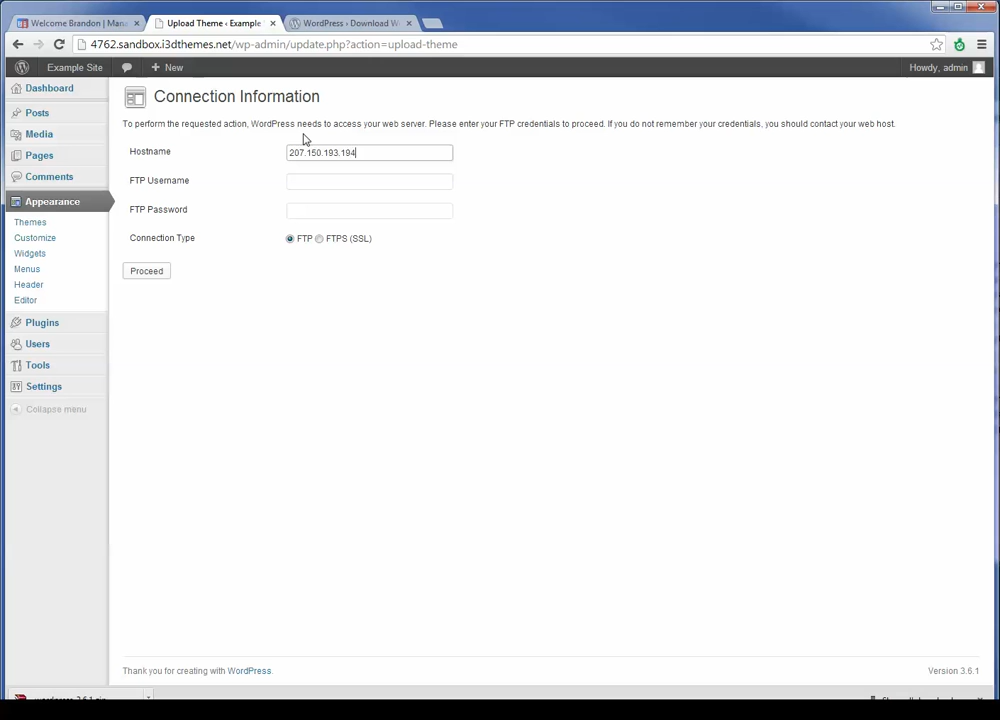 Welcome Brandon | Mana
Upload Theme ‹ Example
WordPress › Download W
4762.sandbox.i3dthemes.net/wp-admin/update.php?action=upload-theme
Example Site
New
Howdy, admin
Dashboard
Posts
Media
Pages
Comments
Appearance
Themes
Customize
Widgets
Menus
Header
Editor
Plugins
Users
Tools
Settings
Collapse menu
Connection Information
To perform the requested action, WordPress needs to access your web server. Please enter your FTP credentials to proceed. If you do not remember your credentials, you should contact your web host.
Hostname
207.150.193.194
FTP Username
FTP Password
Connection Type
FTP
FTPS (SSL)
Proceed
Thank you for creating with WordPress.
Version 3.6.1